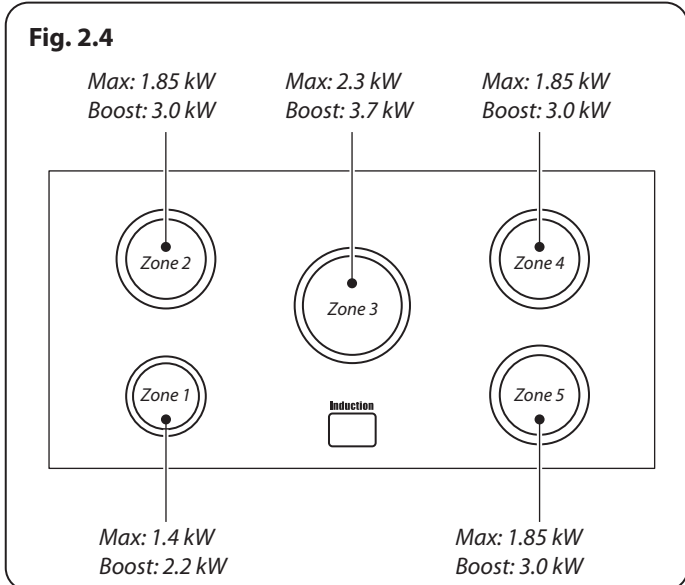 Fig. 2.4
Max: 1.85 kW
Boost: 3.0 kW
Max: 2.3 kW
Boost: 3.7 kW
Max: 1.85 kW
Boost: 3.0 kW
Zone 2
Zone 3
Zone 4
Zone 1
Induction
Zone 5
Max: 1.4 kW
Boost: 2.2 kW
Max: 1.85 kW
Boost: 3.0 kW